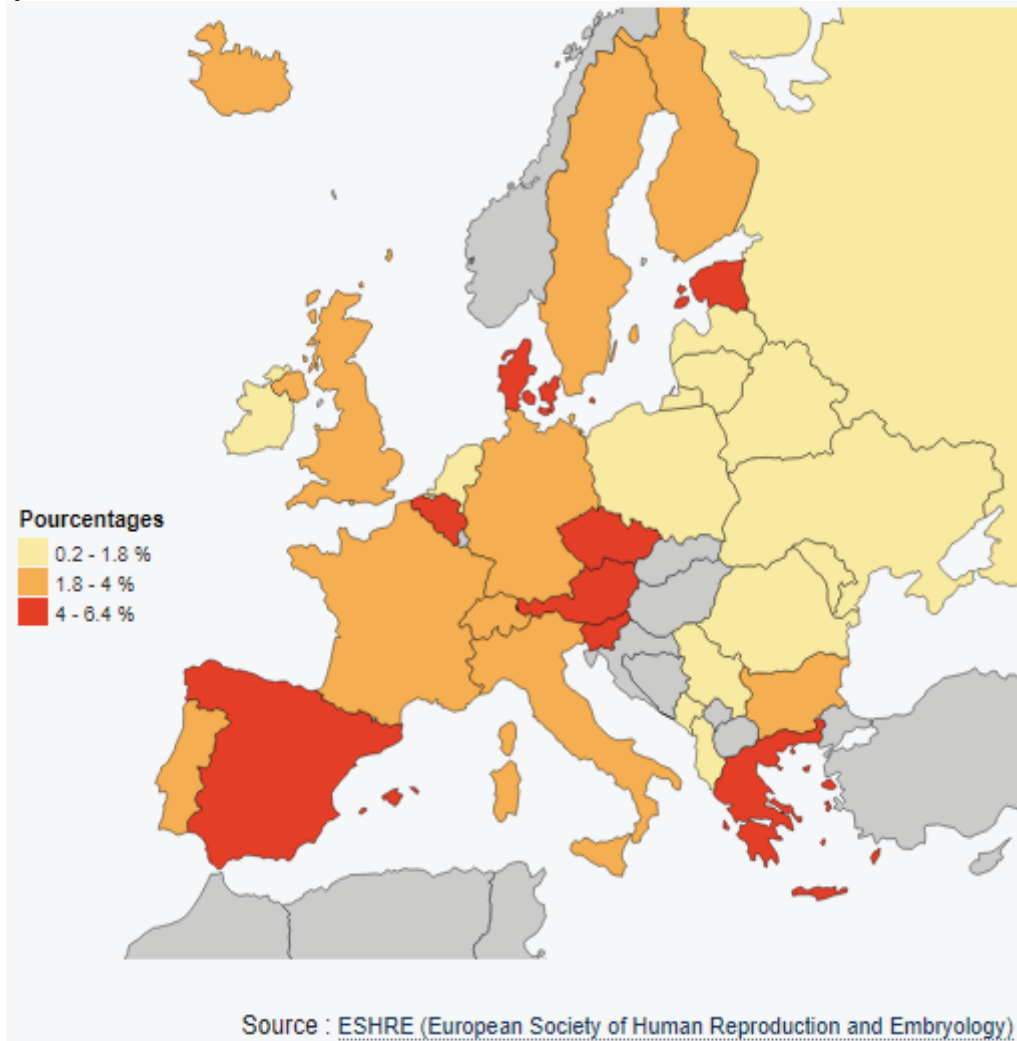 Pourcentages
0.2 - 1.8 %
1.8 - 4 %
4 - 6.4 %
Source : ESHRE (European Society of Human Reproduction and Embryology)